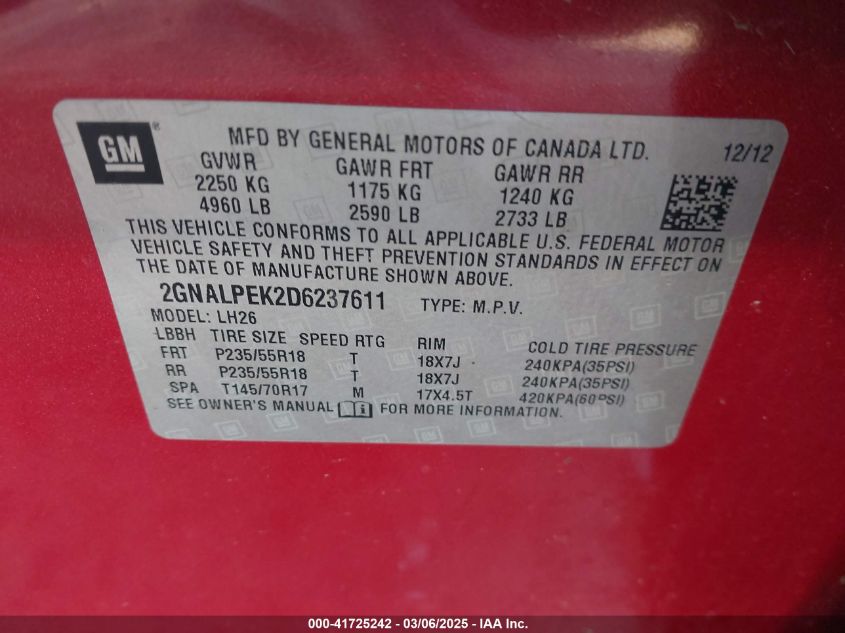 GM ®
MFD BY GENERAL MOTORS OF CANADA LTD. 12/12
GVWR GAWR FRT GAWR RR
2250 KG 1175 KG 1240 KG
4960 LB 2590 LB 2733 LB
THIS VEHICLE CONFORMS TO ALL APPLICABLE U.S. FEDERAL MOTOR
VEHICLE SAFETY AND THEFT PREVENTION STANDARDS IN EFFECT ON
THE DATE OF MANUFACTURE SHOWN ABOVE.
2GNALPEK2D6237611 TYPE: M.P.V.
MODEL: LH26
LBBH TIRE SIZE SPEED RTG RIM COLD TIRE PRESSURE
FRT P235/55R18 T 18X7J 240KPA(35PSI)
RR P235/55R18 T 18X7J 240KPA(35PSI)
SPA T145/70R17 M 17X4.5T 420KPA(60PSI)
SEE OWNER'S MANUAL FOR MORE INFORMATION.
000-41725242 - 03/06/2025 - IAA Inc.